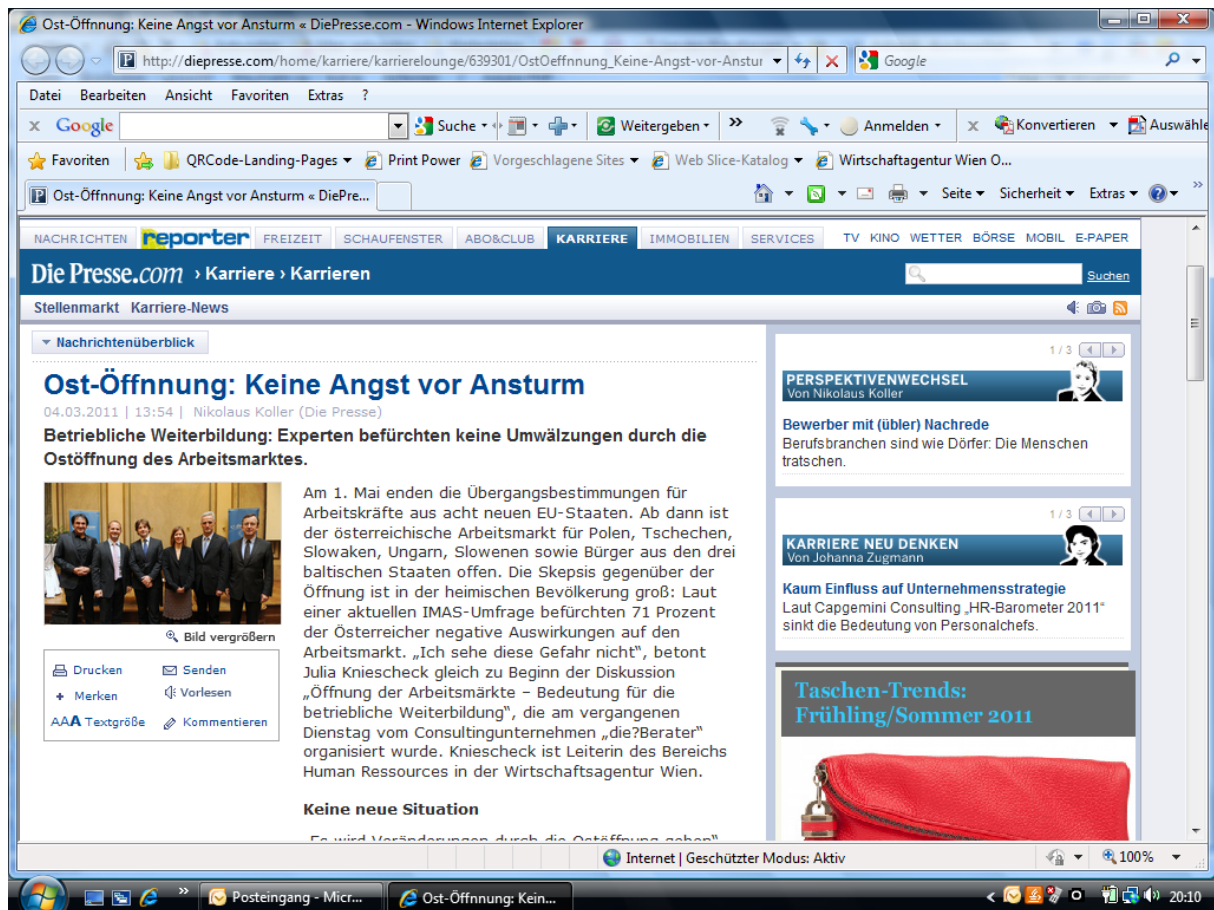 Ost-Öffnnung: Keine Angst vor Ansturm « DiePresse.com - Windows Internet Explorer
http://diepresse.com/home/karriere/karrierelounge/639301/OstOeffnnung_Keine-Angst-vor-Anstur
Google
Datei Bearbeiten Ansicht Favoriten Extras ?
x Google Suche Weitergeben » Anmelden x Konvertieren Auswähle
Favoriten QRCode-Landing-Pages Print Power Vorgeschlagene Sites Web Slice-Katalog Wirtschaftagentur Wien O...
Ost-Öffnnung: Keine Angst vor Ansturm « DiePre... Seite Sicherheit Extras »
NACHRICHTEN reporter FREIZEIT SCHAUFENSTER ABO&CLUB KARRIERE IMMOBILIEN SERVICES TV KINO WETTER BÖRSE MOBIL E-PAPER
Die Presse.com › Karriere › Karrieren Suchen
Stellenmarkt Karriere-News
Nachrichtenüberblick
Ost-Öffnnung: Keine Angst vor Ansturm
04.03.2011 | 13:54 | Nikolaus Koller (Die Presse)
Betriebliche Weiterbildung: Experten befürchten keine Umwälzungen durch die
Ostöffnung des Arbeitsmarktes.
Bild vergrößern
Drucken Senden
Merken Vorlesen
AAA Textgröße Kommentieren
Am 1. Mai enden die Übergangsbestimmungen für
Arbeitskräfte aus acht neuen EU-Staaten. Ab dann ist
der österreichische Arbeitsmarkt für Polen, Tschechen,
Slowaken, Ungarn, Slowenen sowie Bürger aus den drei
baltischen Staaten offen. Die Skepsis gegenüber der
Öffnung ist in der heimischen Bevölkerung groß: Laut
einer aktuellen IMAS-Umfrage befürchten 71 Prozent
der Österreicher negative Auswirkungen auf den
Arbeitsmarkt. „Ich sehe diese Gefahr nicht“, betont
Julia Kniescheck gleich zu Beginn der Diskussion
„Öffnung der Arbeitsmärkte – Bedeutung für die
betriebliche Weiterbildung“, die am vergangenen
Dienstag vom Consultingunternehmen „die?Berater“
organisiert wurde. Kniescheck ist Leiterin des Bereichs
Human Ressources in der Wirtschaftsagentur Wien.
Keine neue Situation
„Es wird Veränderungen durch die Ostöffnung geben“
1 / 3
PERSPEKTIVENWECHSEL
Von Nikolaus Koller
Bewerber mit (übler) Nachrede
Berufsbranchen sind wie Dörfer: Die Menschen
tratschen.
1 / 3
KARRIERE NEU DENKEN
Von Johanna Zugmann
Kaum Einfluss auf Unternehmensstrategie
Laut Capgemini Consulting „HR-Barometer 2011“
sinkt die Bedeutung von Personalchefs.
Taschen-Trends:
Frühling/Sommer 2011
Internet | Geschützter Modus: Aktiv 100%
» Posteingang - Micr... Ost-Öffnnung: Kein... 20:10